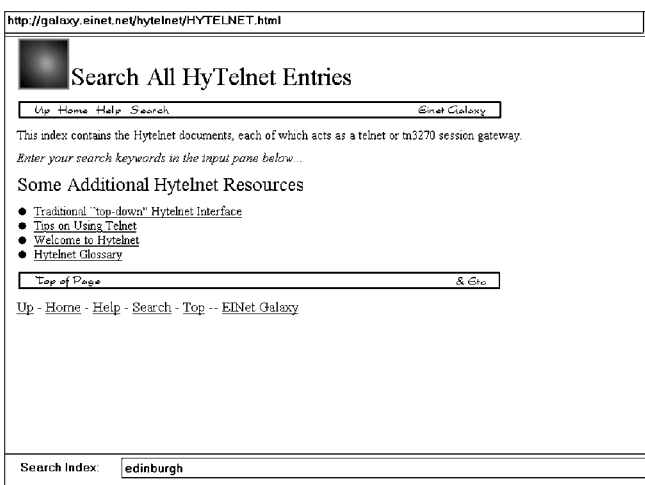 http://galaxy.einet.net/hytelnet/HYTELNET.html
Search All HyTelnet Entries
Up Home Help Search Einet Galaxy
This index contains the Hytelnet documents, each of which acts as a telnet or tn3270 session gateway.
Enter your search keywords in the input pane below...
Some Additional Hytelnet Resources
● Traditional ``top-down'' Hytelnet Interface
● Tips on Using Telnet
● Welcome to Hytelnet
● Hytelnet Glossary
Top of Page & Etc
Up - Home - Help - Search - Top -- EINet Galaxy
Search Index: edinburgh